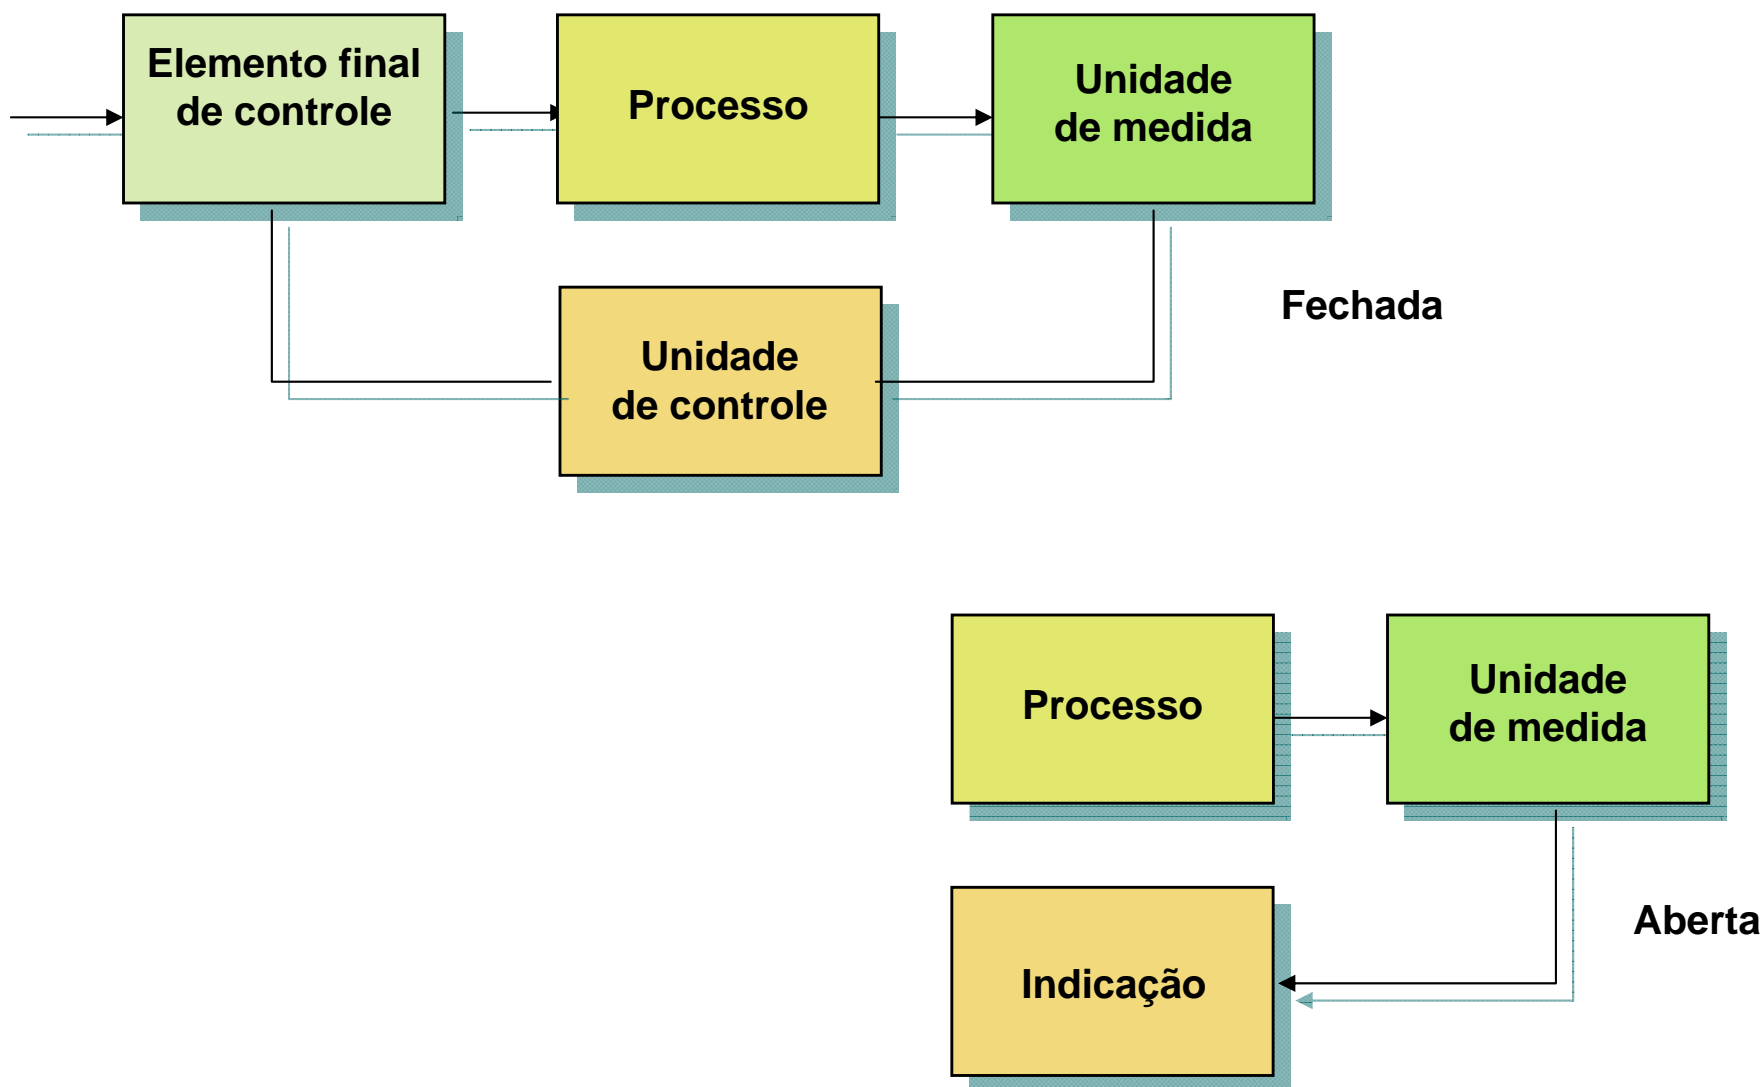 Elemento final
de controle
Processo
Unidade
de medida
Fechada
Unidade
de controle
Processo
Unidade
de medida
Aberta
Indicação